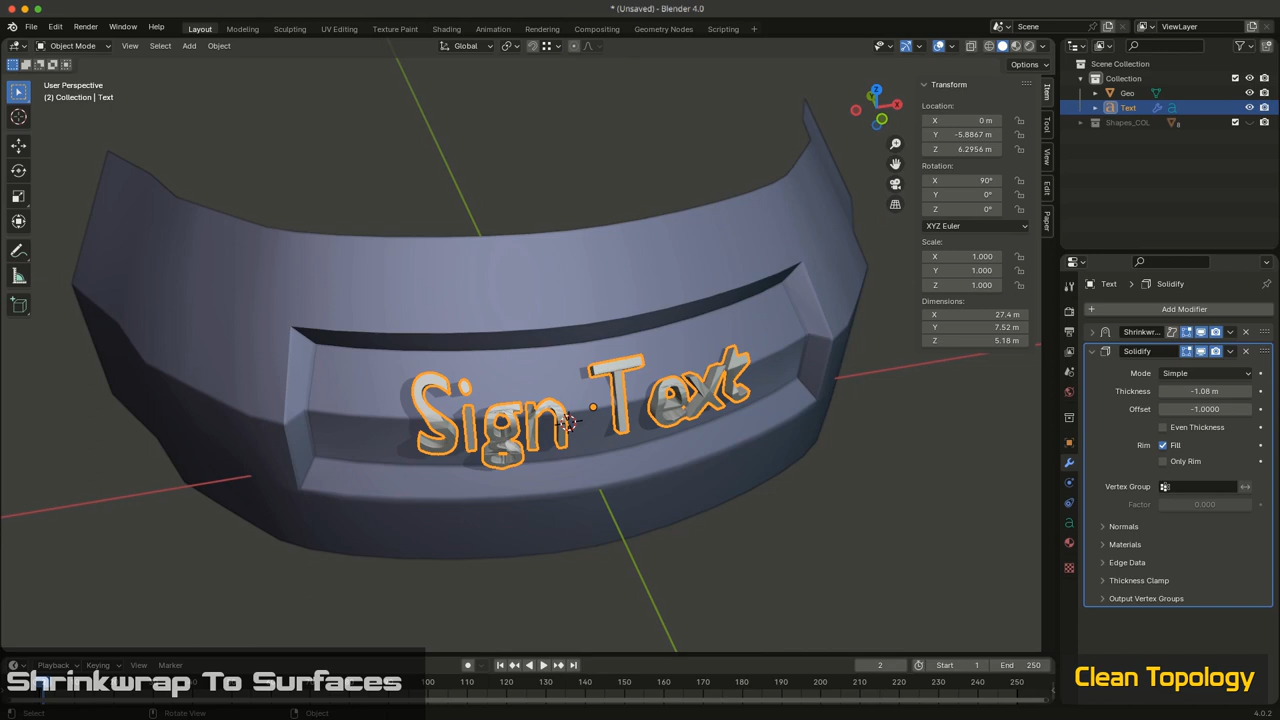 * (Unsaved) - Blender 4.0
File Edit Render Window Help
Layout Modeling Sculpting UV Editing Texture Paint Shading Animation Rendering Compositing Geometry Nodes Scripting +
Scene
ViewLayer
Object Mode View Select Add Object
Global
Options
User Perspective
(2) Collection | Text
Z
X
Y
Transform
Location:
X 0 m
Y -5.8867 m
Z 6.2956 m
Rotation:
X 90°
Y 0°
Z 0°
XYZ Euler
Scale:
X 1.000
Y 1.000
Z 1.000
Dimensions:
X 27.4 m
Y 7.52 m
Z 5.18 m
Item
Tool
View
Edit
Paper
Scene Collection
Collection
Geo
Text
Shapes_COL 8
Text > Solidify
+ Add Modifier
Shrinkwr...
Solidify
Mode Simple
Thickness -1.08 m
Offset -1.0000
Even Thickness
Rim Fill
Only Rim
Vertex Group
Factor 0.000
Normals
Materials
Edge Data
Thickness Clamp
Output Vertex Groups
Sign Text
Playback Keying View Marker
2
Start 1
End 250
100 110 120 130 140 150 160 170 180 190 200 210 220 230 240 250
Shrinkwrap To Surfaces
Clean Topology
Select Rotate View Object
4.0.2